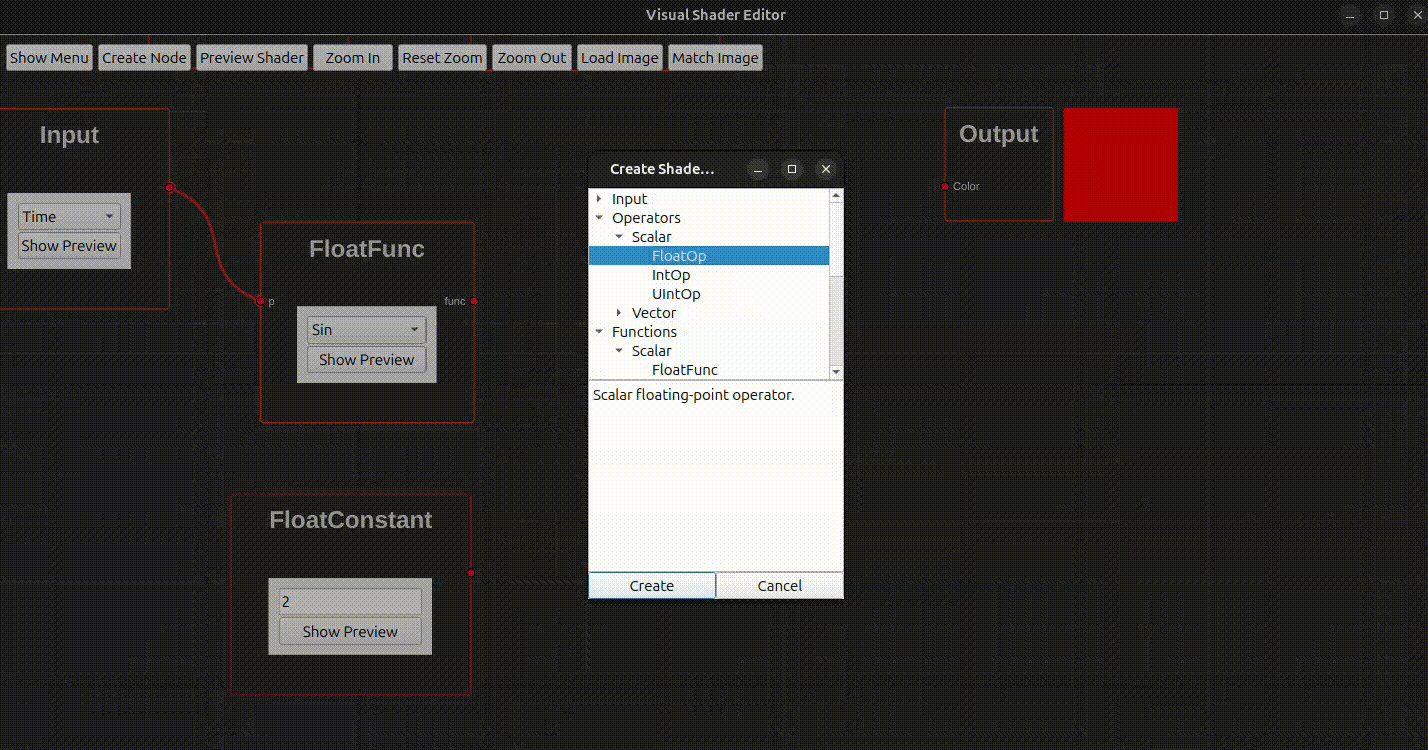 Visual Shader Editor
Show Menu Create Node Preview Shader Zoom In Reset Zoom Zoom Out Load Image Match Image
Input
Time
Show Preview
FloatFunc
p
func
Sin
Show Preview
FloatConstant
2
Show Preview
Create Shade...
Input
Operators
Scalar
FloatOp
IntOp
UIntOp
Vector
Functions
Scalar
FloatFunc
Scalar floating-point operator.
Create Cancel
Output
Color